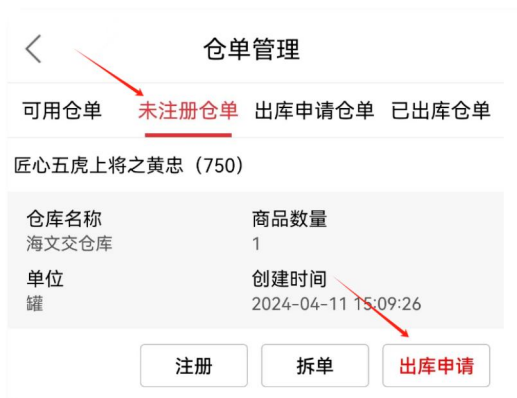 仓单管理
可用仓单 未注册仓单 出库申请仓单 已出库仓单
匠心五虎上将之黄忠（750）
仓库名称 商品数量
海文交仓库 1
单位 创建时间
罐 2024-04-11 15:09:26
注册 拆单 出库申请